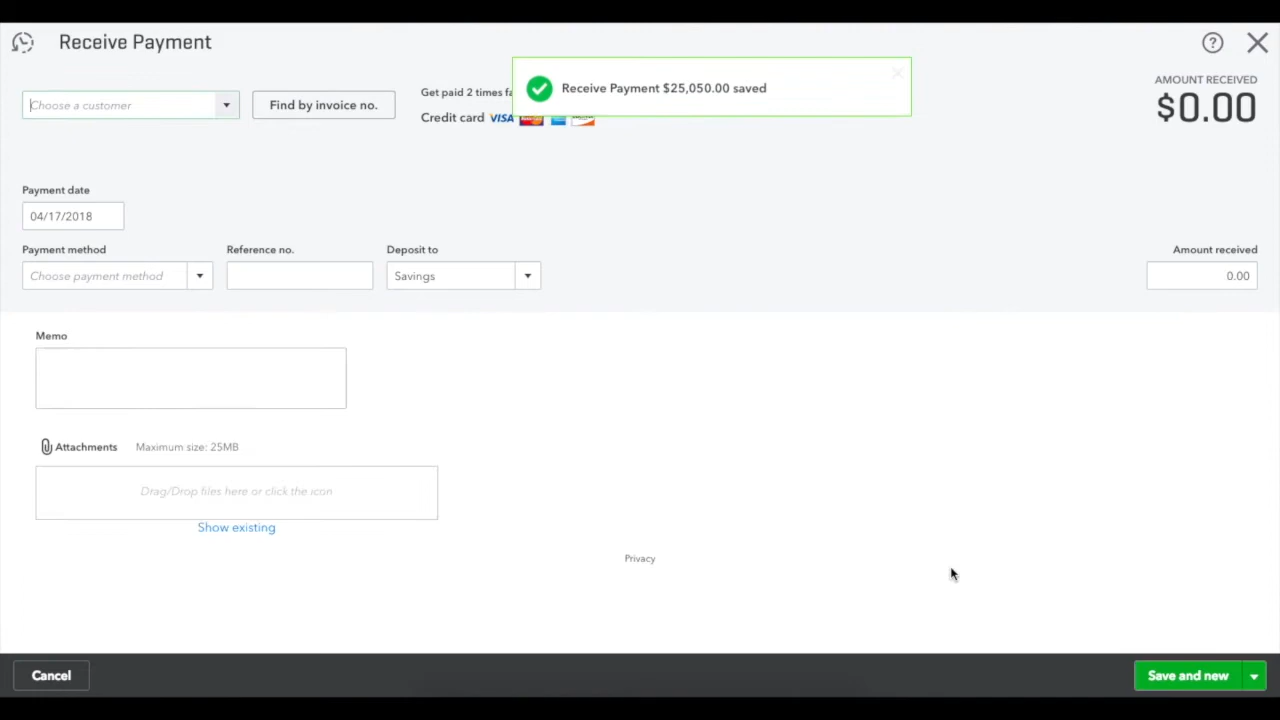 Receive Payment
Receive Payment $25,050.00 saved
AMOUNT RECEIVED
$0.00
Choose a customer
Find by invoice no.
Get paid 2 times fa
Credit card VISA
Payment date
04/17/2018
Payment method
Reference no.
Deposit to
Amount received
Choose payment method
Savings
0.00
Memo
Attachments
Maximum size: 25MB
Drag/Drop files here or click the icon
Show existing
Privacy
Cancel
Save and new